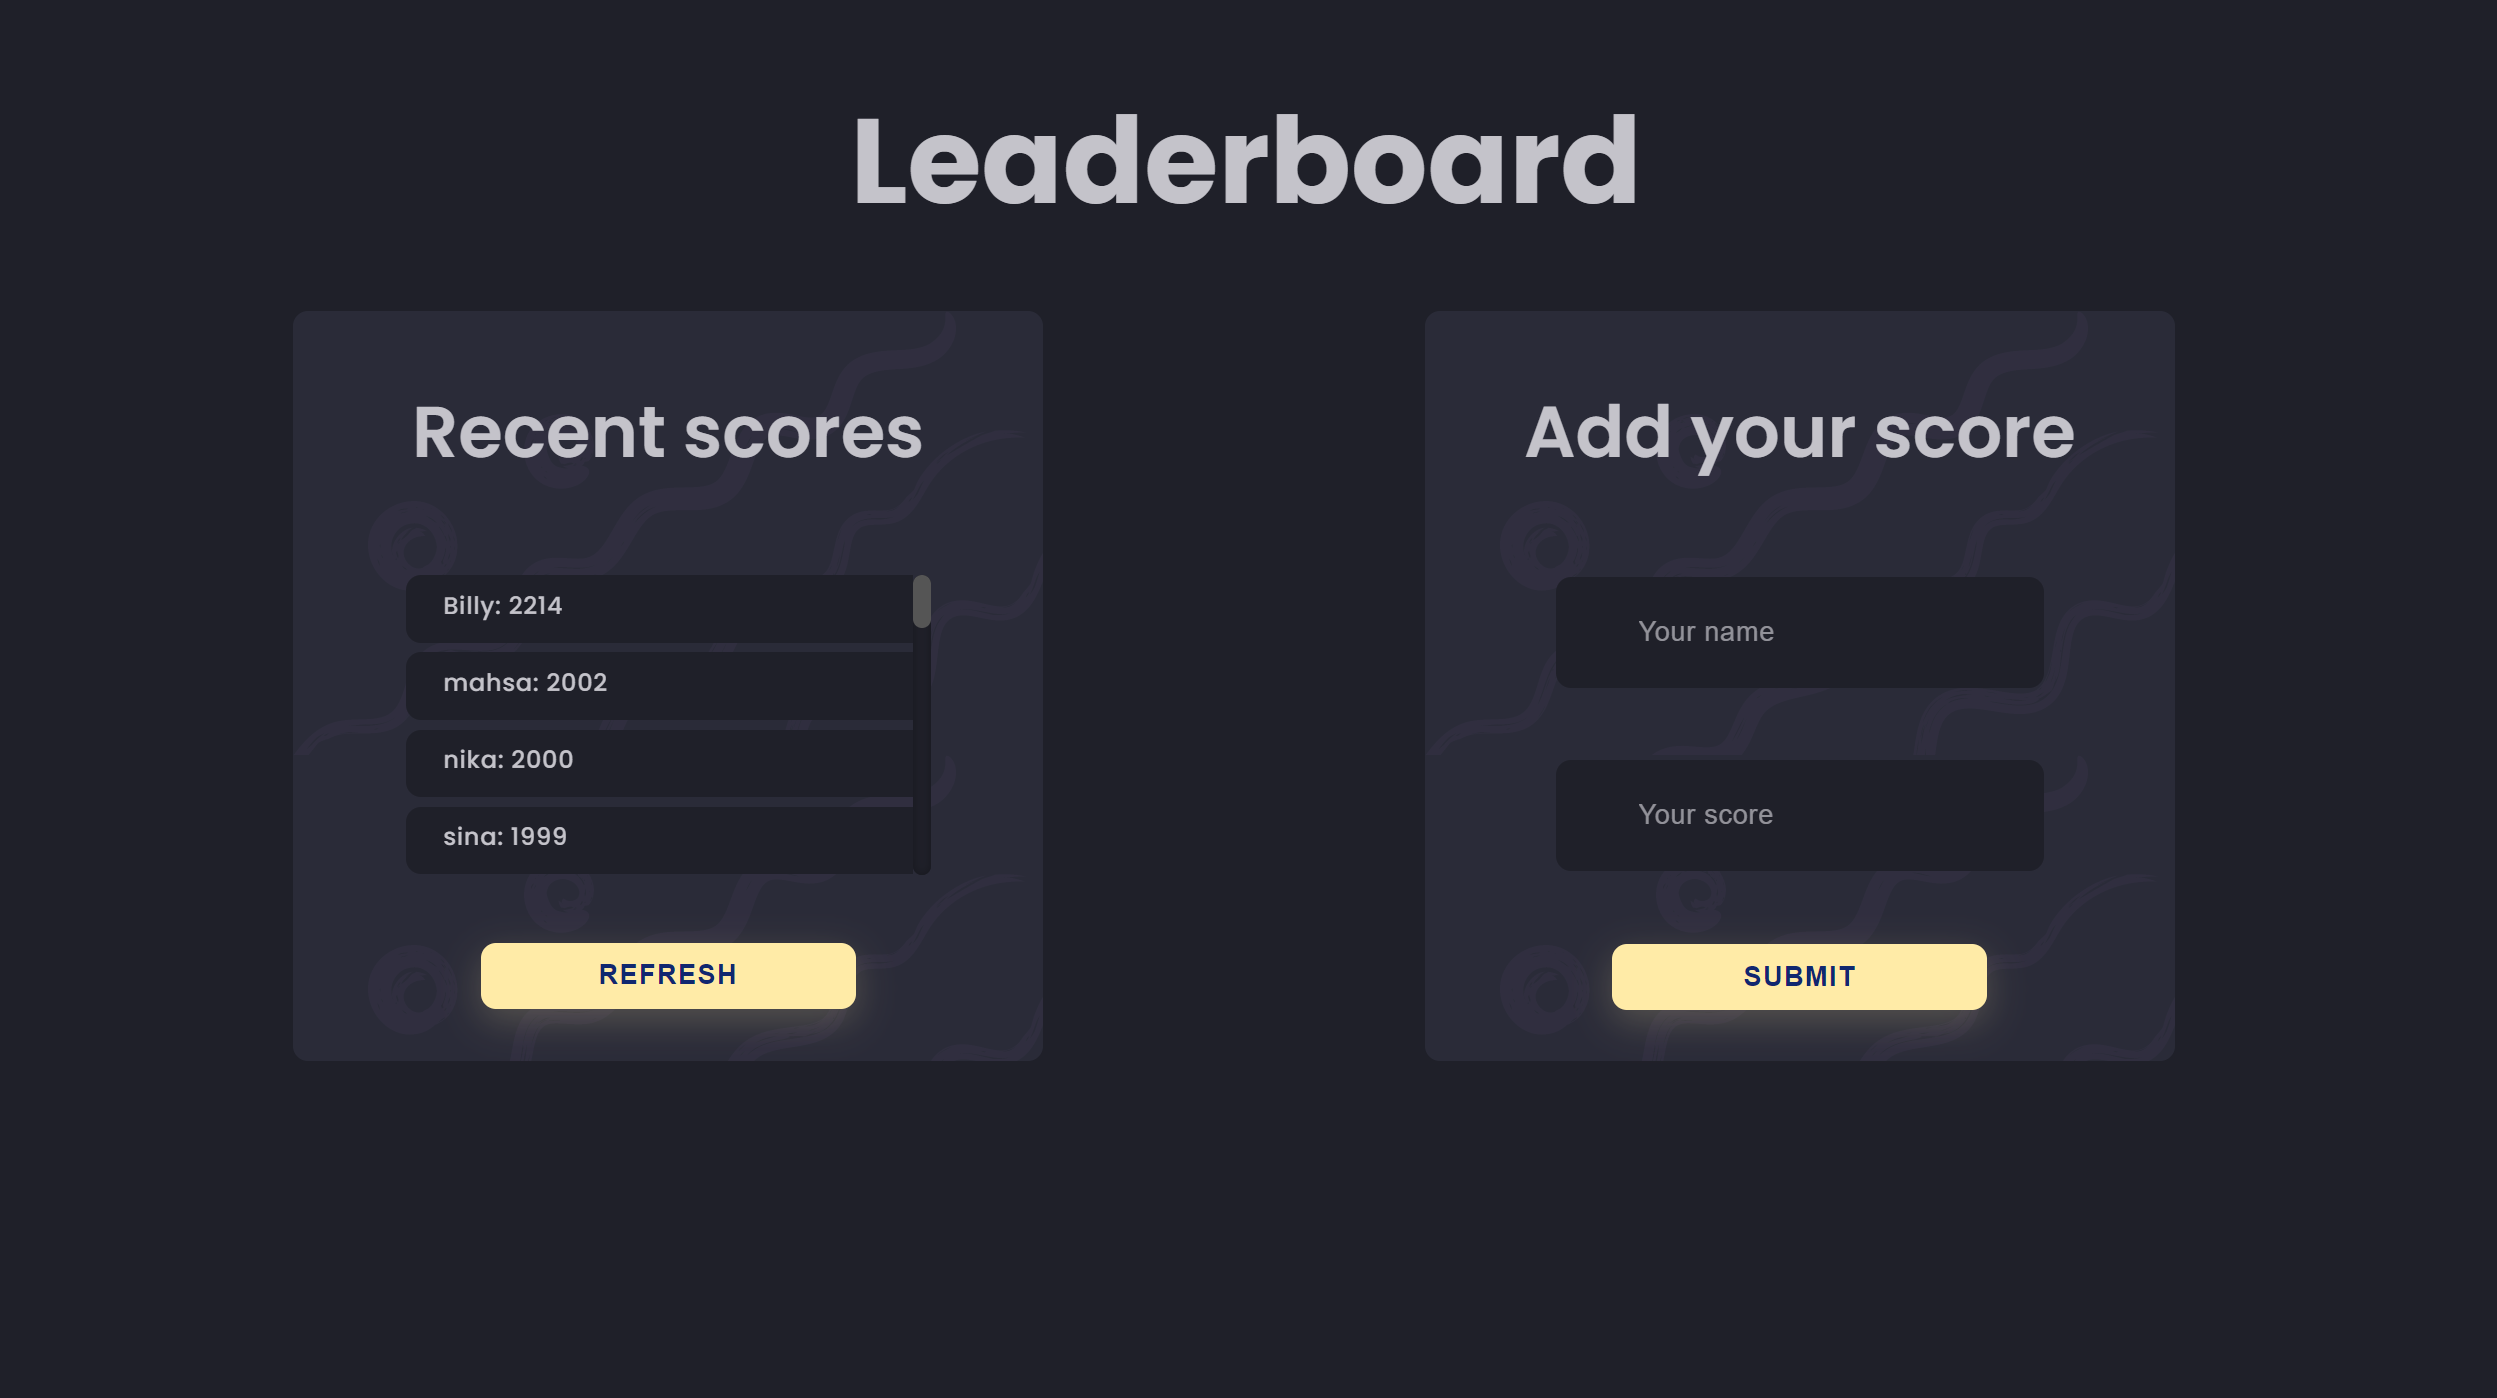 Leaderboard
Recent scores
Billy: 2214
mahsa: 2002
nika: 2000
sina: 1999
REFRESH
Add your score
Your name
Your score
SUBMIT